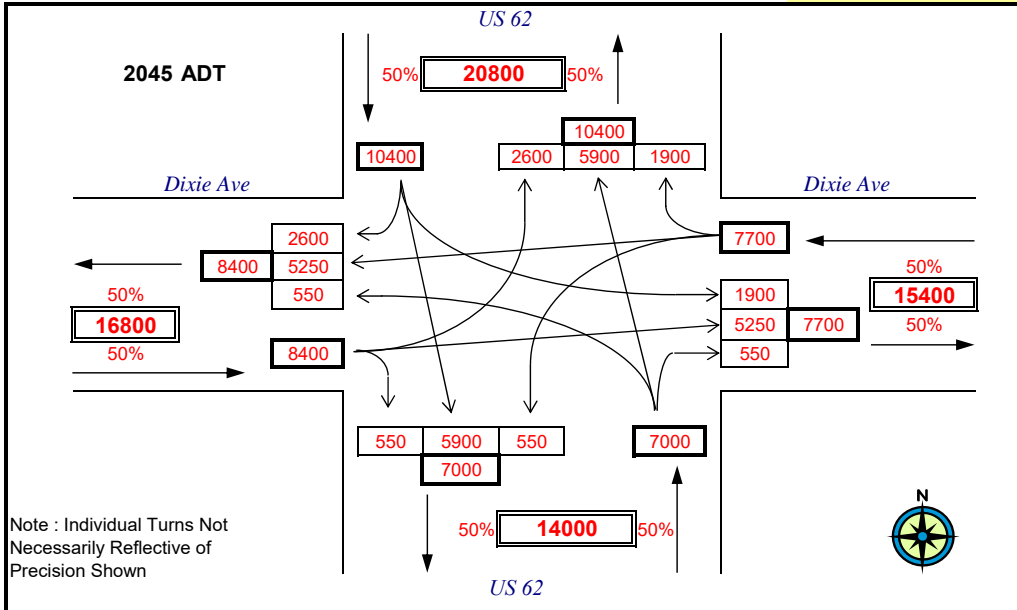 US 62
2045 ADT
50% 20800 50%
10400
10400
2600 5900 1900
Dixie Ave
Dixie Ave
2600
7700
8400 5250
50%
550
1900
15400
50%
16800
5250 7700
50%
50%
8400
550
550 5900 550
7000
7000
N
Note : Individual Turns Not
Necessarily Reflective of
Precision Shown
50% 14000 50%
US 62